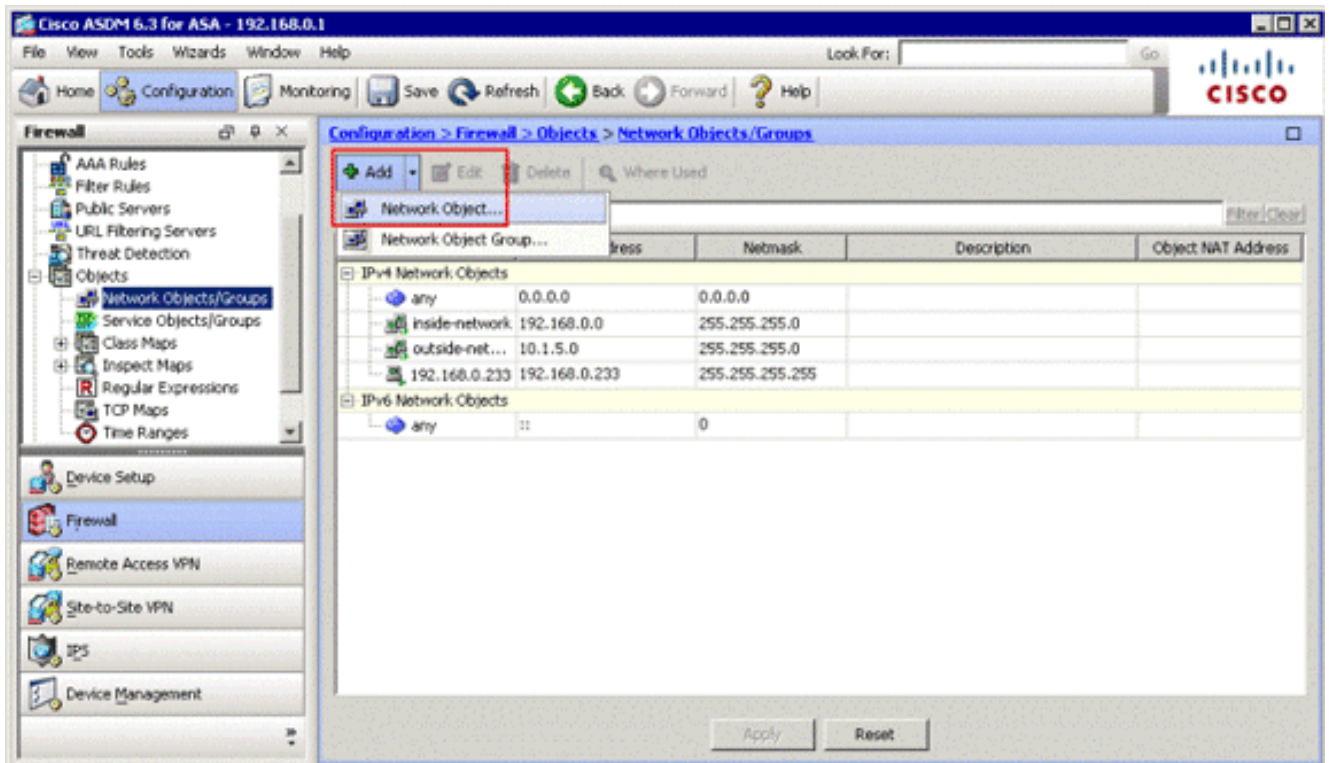 Cisco ASDM 6.3 for ASA - 192.168.0.1
File View Tools Wizards Window Help Look For: Go
Home Configuration Monitoring Save Refresh Back Forward Help
CISCO
Firewall
AAA Rules
Filter Rules
Public Servers
URL Filtering Servers
Threat Detection
Objects
Network Objects/Groups
Service Objects/Groups
Class Maps
Inspect Maps
Regular Expressions
TCP Maps
Time Ranges
Device Setup
Firewall
Remote Access VPN
Site-to-Site VPN
IPS
Device Management
Configuration > Firewall > Objects > Network Objects/Groups
Add Edit Delete Where Used
Network Object...
Filter Clear
Network Object Group...
ress Netmask Description Object NAT Address
IPv4 Network Objects
any 0.0.0.0 0.0.0.0
inside-network 192.168.0.0 255.255.255.0
outside-net... 10.1.5.0 255.255.255.0
192.168.0.233 192.168.0.233 255.255.255.255
IPv6 Network Objects
any :: 0
Apply Reset